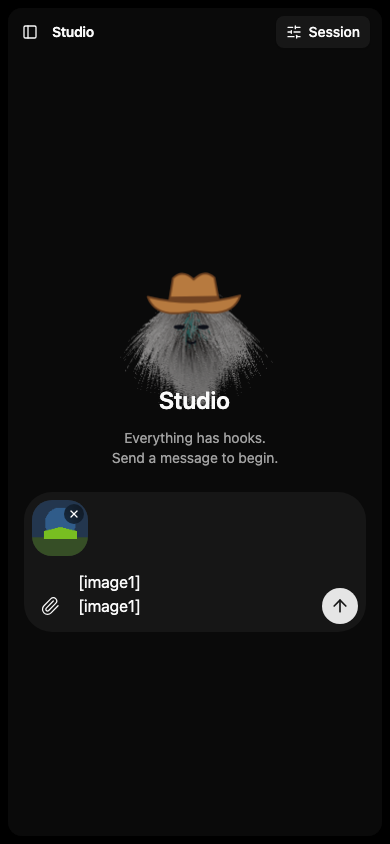 Studio
Session
Studio
Everything has hooks.
Send a message to begin.
[image1]
[image1]